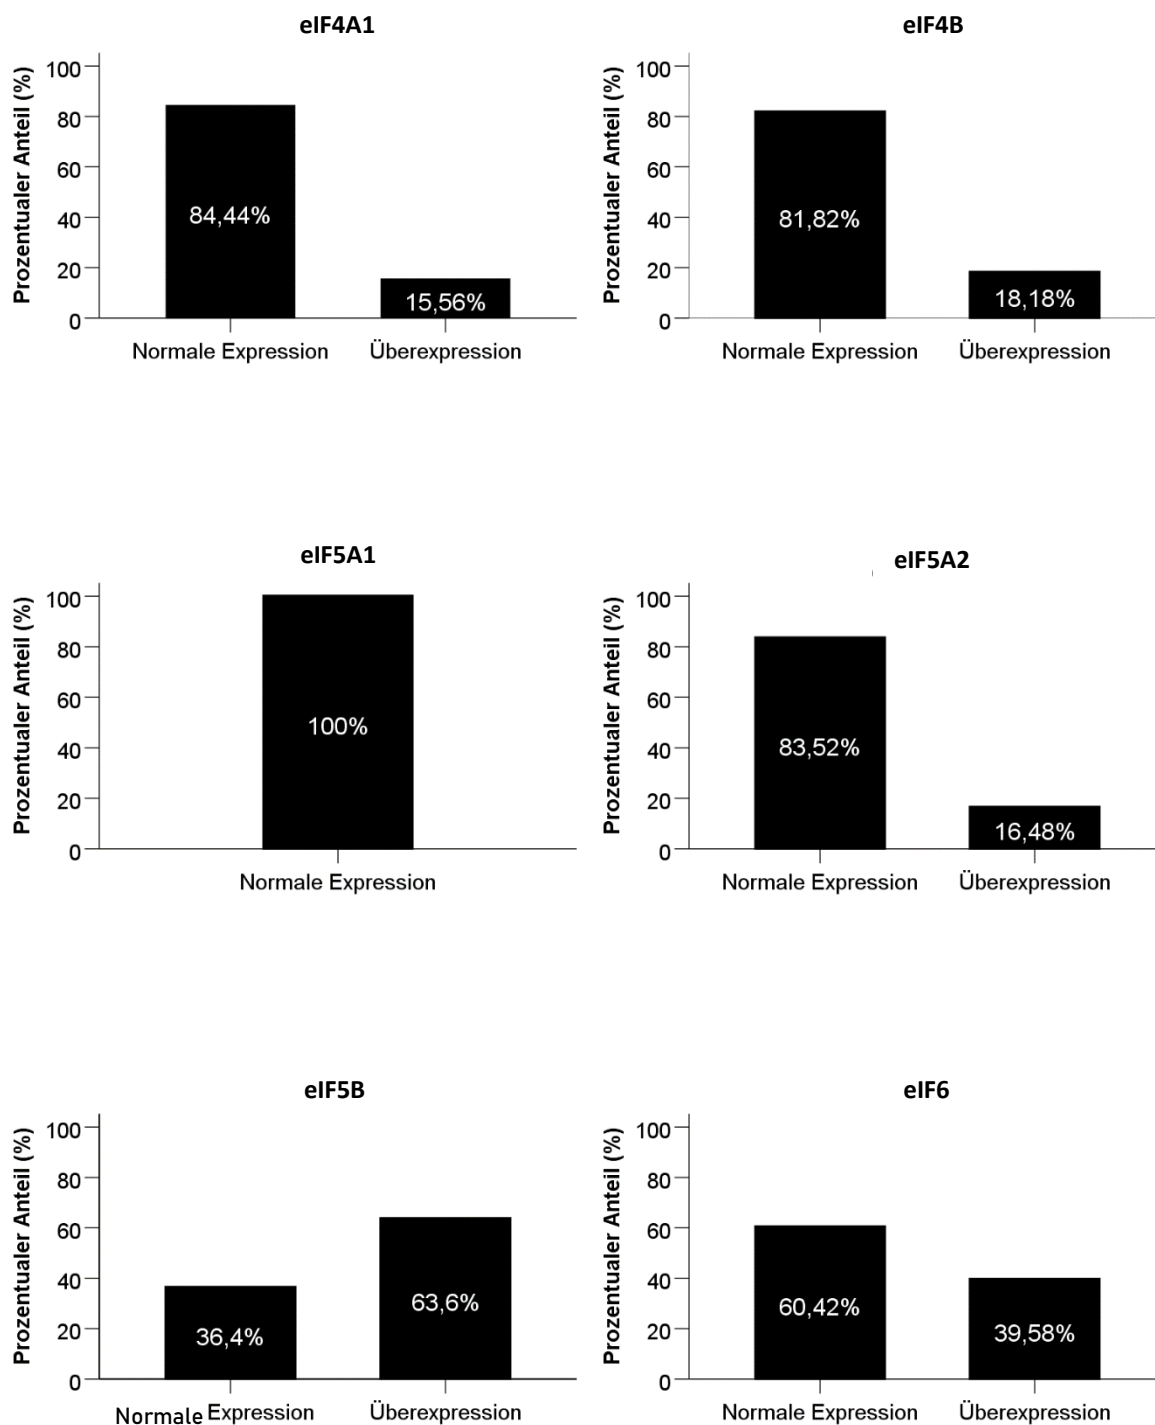 eIF4A1
Prozentualer Anteil (%)
100
80
60
40
20
0
84,44%
15,56%
Normale Expression
Überexpression
eIF4B
Prozentualer Anteil (%)
100
80
60
40
20
0
81,82%
18,18%
Normale Expression
Überexpression
eIF5A1
Prozentualer Anteil (%)
100
80
60
40
20
0
100%
Normale Expression
eIF5A2
Prozentualer Anteil (%)
100
80
60
40
20
0
83,52%
16,48%
Normale Expression
Überexpression
eIF5B
Prozentualer Anteil (%)
100
80
60
40
20
0
36,4%
63,6%
Normale Expression
Überexpression
eIF6
Prozentualer Anteil (%)
100
80
60
40
20
0
60,42%
39,58%
Normale Expression
Überexpression